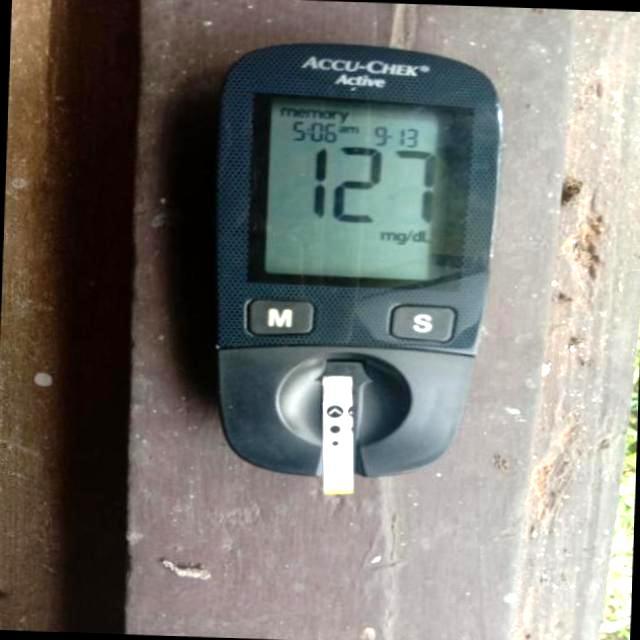 ACCU-CHEK®
Active
memory
5:06 am 9-13
127
mg/dL
M S